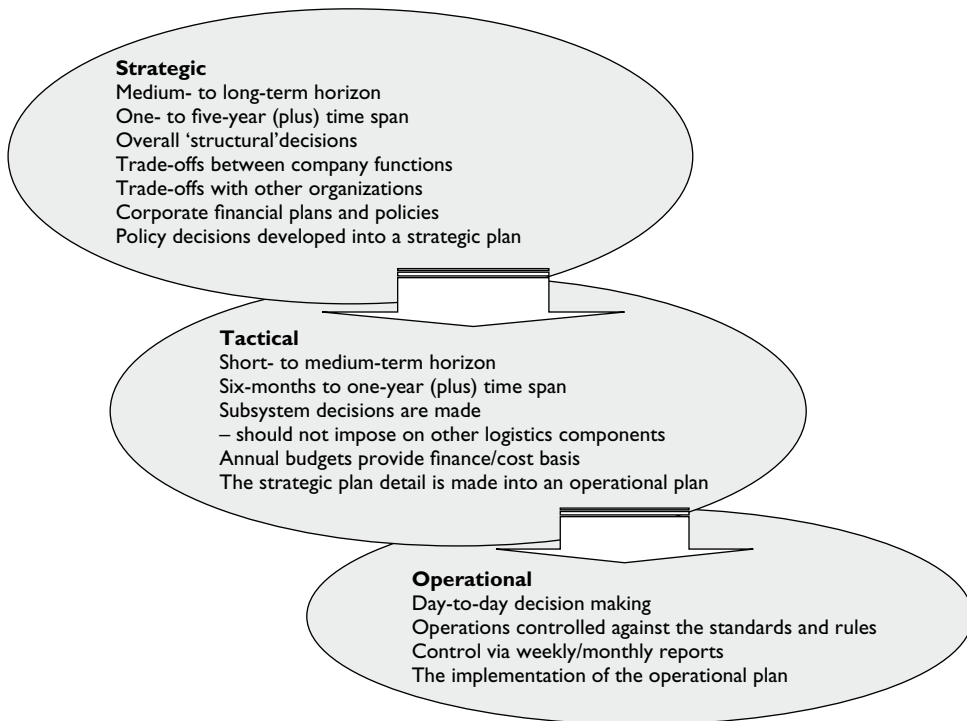 Strategic
Medium- to long-term horizon
One- to five-year (plus) time span
Overall ‘structural’decisions
Trade-offs between company functions
Trade-offs with other organizations
Corporate financial plans and policies
Policy decisions developed into a strategic plan
Tactical
Short- to medium-term horizon
Six-months to one-year (plus) time span
Subsystem decisions are made
– should not impose on other logistics components
Annual budgets provide finance/cost basis
The strategic plan detail is made into an operational plan
Operational
Day-to-day decision making
Operations controlled against the standards and rules
Control via weekly/monthly reports
The implementation of the operational plan